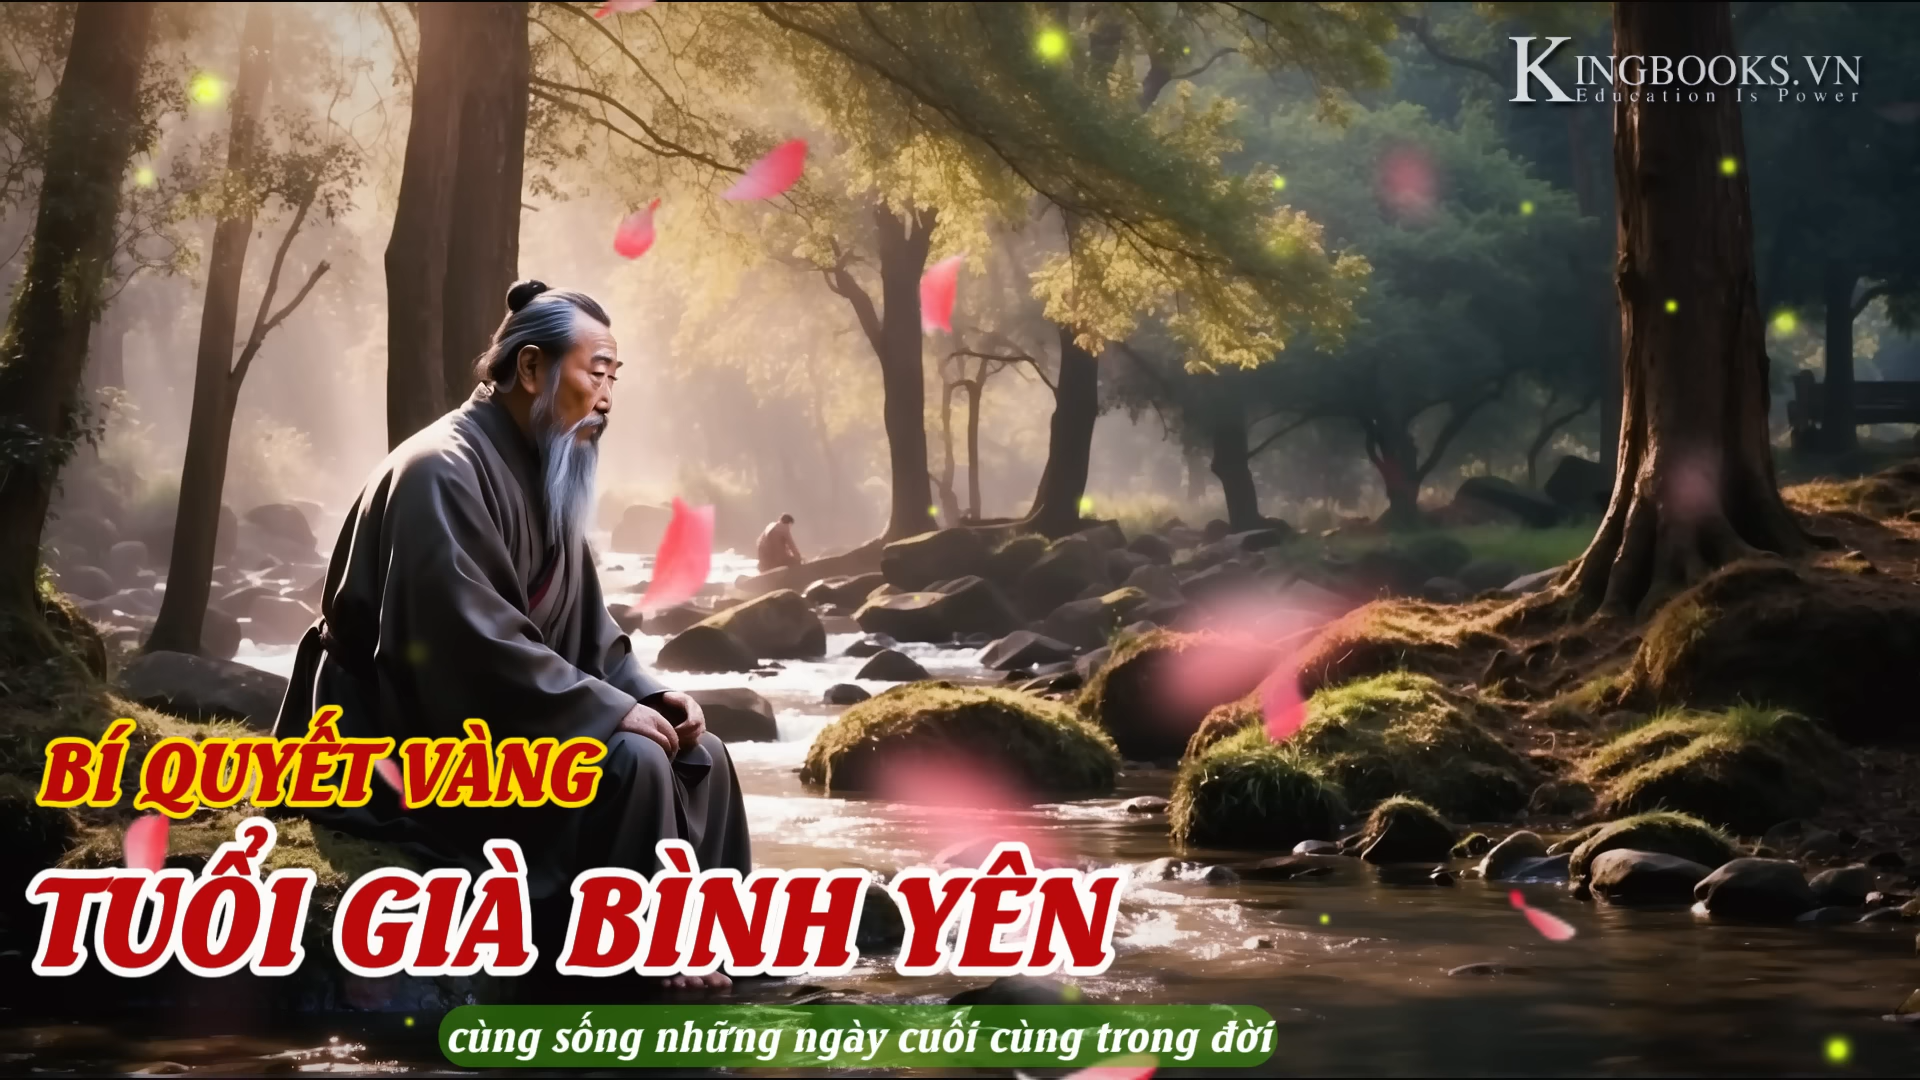 KINGBOOKS.VN
Education Is Power
BÍ QUYẾT VÀNG
TUỔI GIÀ BÌNH YÊN
cùng sống những ngày cuối cùng trong đời